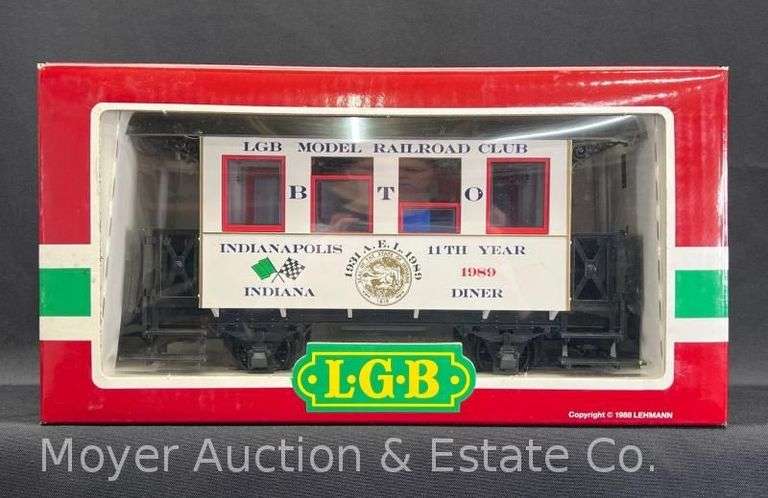 LGB MODEL RAILROAD CLUB
B T O
INDIANAPOLIS 1931 A.E.L. 1989 11TH YEAR
1989
INDIANA DINER
L·G·B
Copyright © 1988 LEHMANN
Moyer Auction & Estate Co.